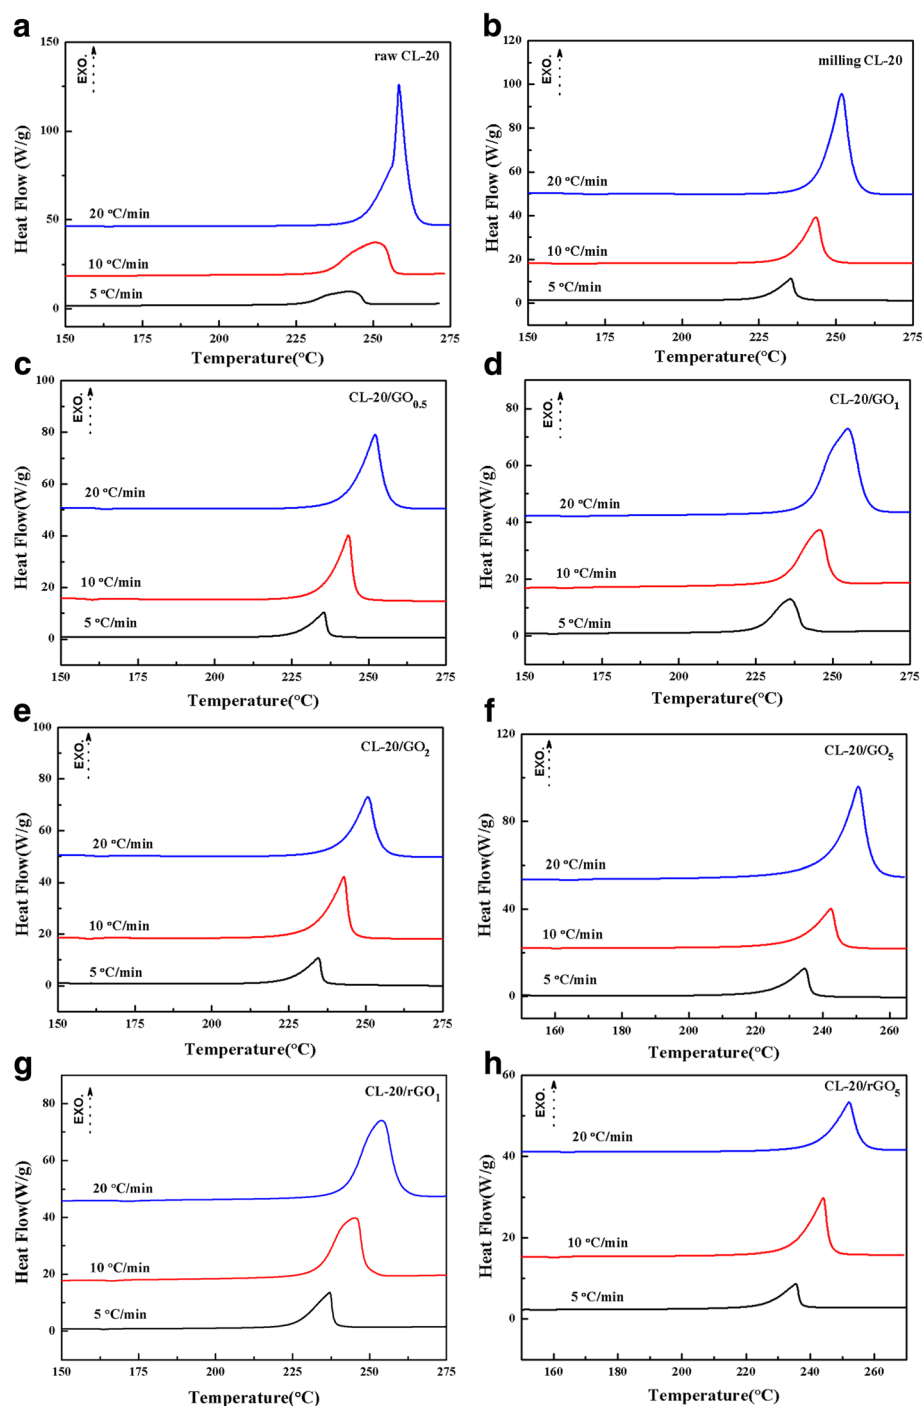 a
EXO.
raw CL-20
150
100
50
0
Heat Flow (W/g)
20 °C/min
10 °C/min
5 °C/min
150 175 200 225 250 275
Temperature(°C)
b
EXO.
milling CL-20
120
100
80
60
40
20
0
Heat Flow (W/g)
20 °C/min
10 °C/min
5 °C/min
150 175 200 225 250 275
Temperature(°C)
c
EXO.
CL-20/GO0.5
100
80
60
40
20
0
Heat Flow(W/g)
20 °C/min
10 °C/min
5 °C/min
150 175 200 225 250 275
Temperature(°C)
d
EXO.
CL-20/GO1
80
60
40
20
0
Heat Flow(W/g)
20 °C/min
10 °C/min
5 °C/min
150 175 200 225 250 275
Temperature(°C)
e
EXO.
CL-20/GO2
100
80
60
40
20
0
Heat Flow(W/g)
20 °C/min
10 °C/min
5 °C/min
150 175 200 225 250 275
Temperature(°C)
f
EXO.
CL-20/GO5
120
80
40
0
Heat Flow(W/g)
20 °C/min
10 °C/min
5 °C/min
160 180 200 220 240 260
Temperature(°C)
g
EXO.
CL-20/rGO1
100
80
60
40
20
0
Heat Flow(W/g)
20 °C/min
10 °C/min
5 °C/min
150 175 200 225 250 275
Temperature(°C)
h
EXO.
CL-20/rGO5
60
40
20
0
Heat Flow(W/g)
20 °C/min
10 °C/min
5 °C/min
160 180 200 220 240 260
Temperature(°C)